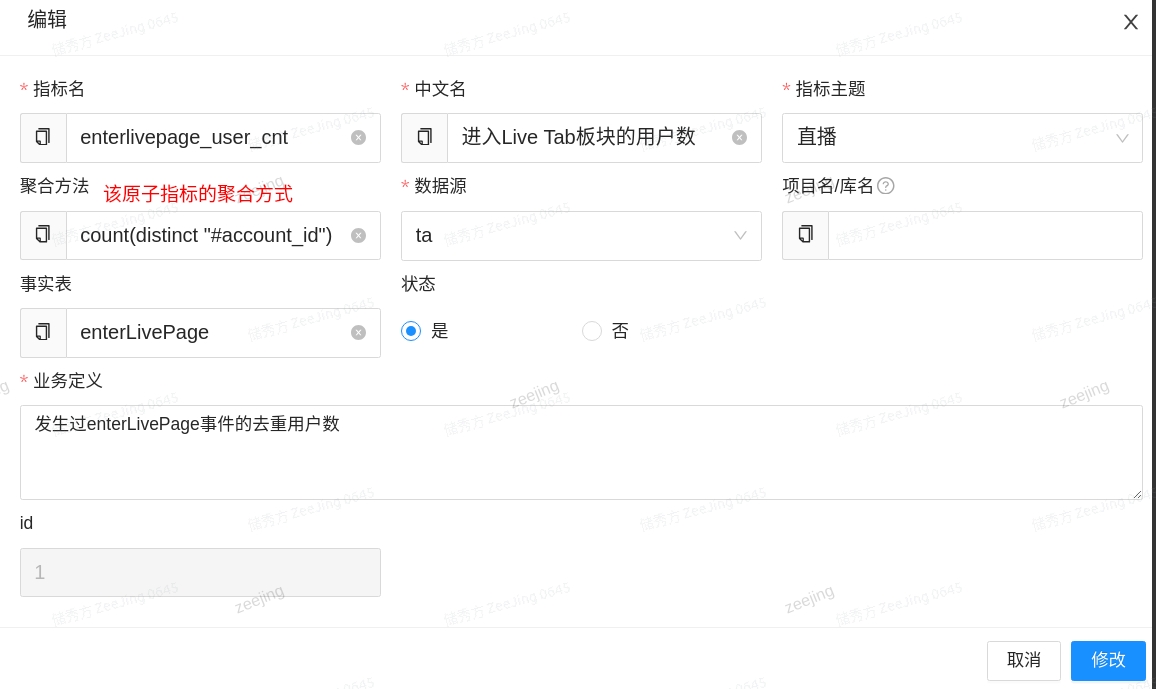 编辑
* 指标名
* 中文名
* 指标主题
enterlivepage_user_cnt
进入Live Tab板块的用户数
直播
聚合方法
该原子指标的聚合方式
* 数据源
项目名/库名
count(distinct "#account_id")
ta
事实表
状态
enterLivePage
是
否
* 业务定义
发生过enterLivePage事件的去重用户数
id
1
取消
修改
zeejing
zeejing
zeejing
zeejing
zeejing
zeejing